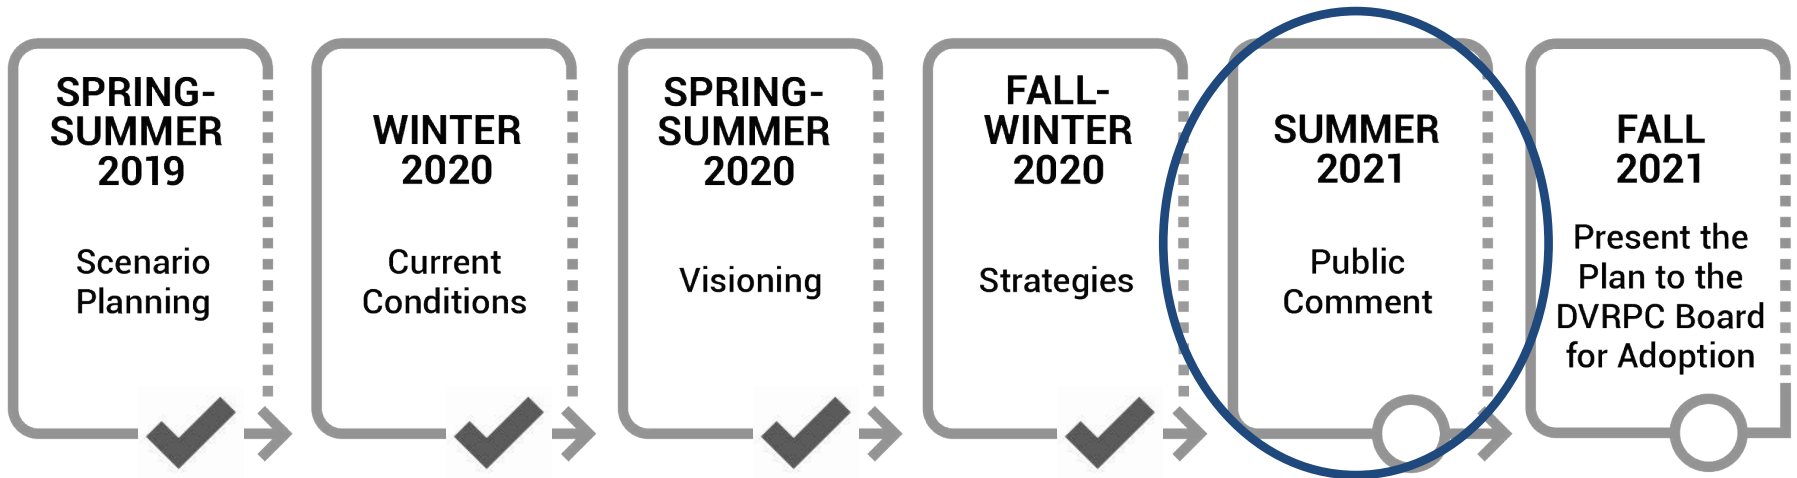 SPRING-
SUMMER
2019
Scenario
Planning
WINTER
2020
Current
Conditions
SPRING-
SUMMER
2020
Visioning
FALL-
WINTER
2020
Strategies
SUMMER
2021
Public
Comment
FALL
2021
Present the
Plan to the
DVRPC Board
for Adoption